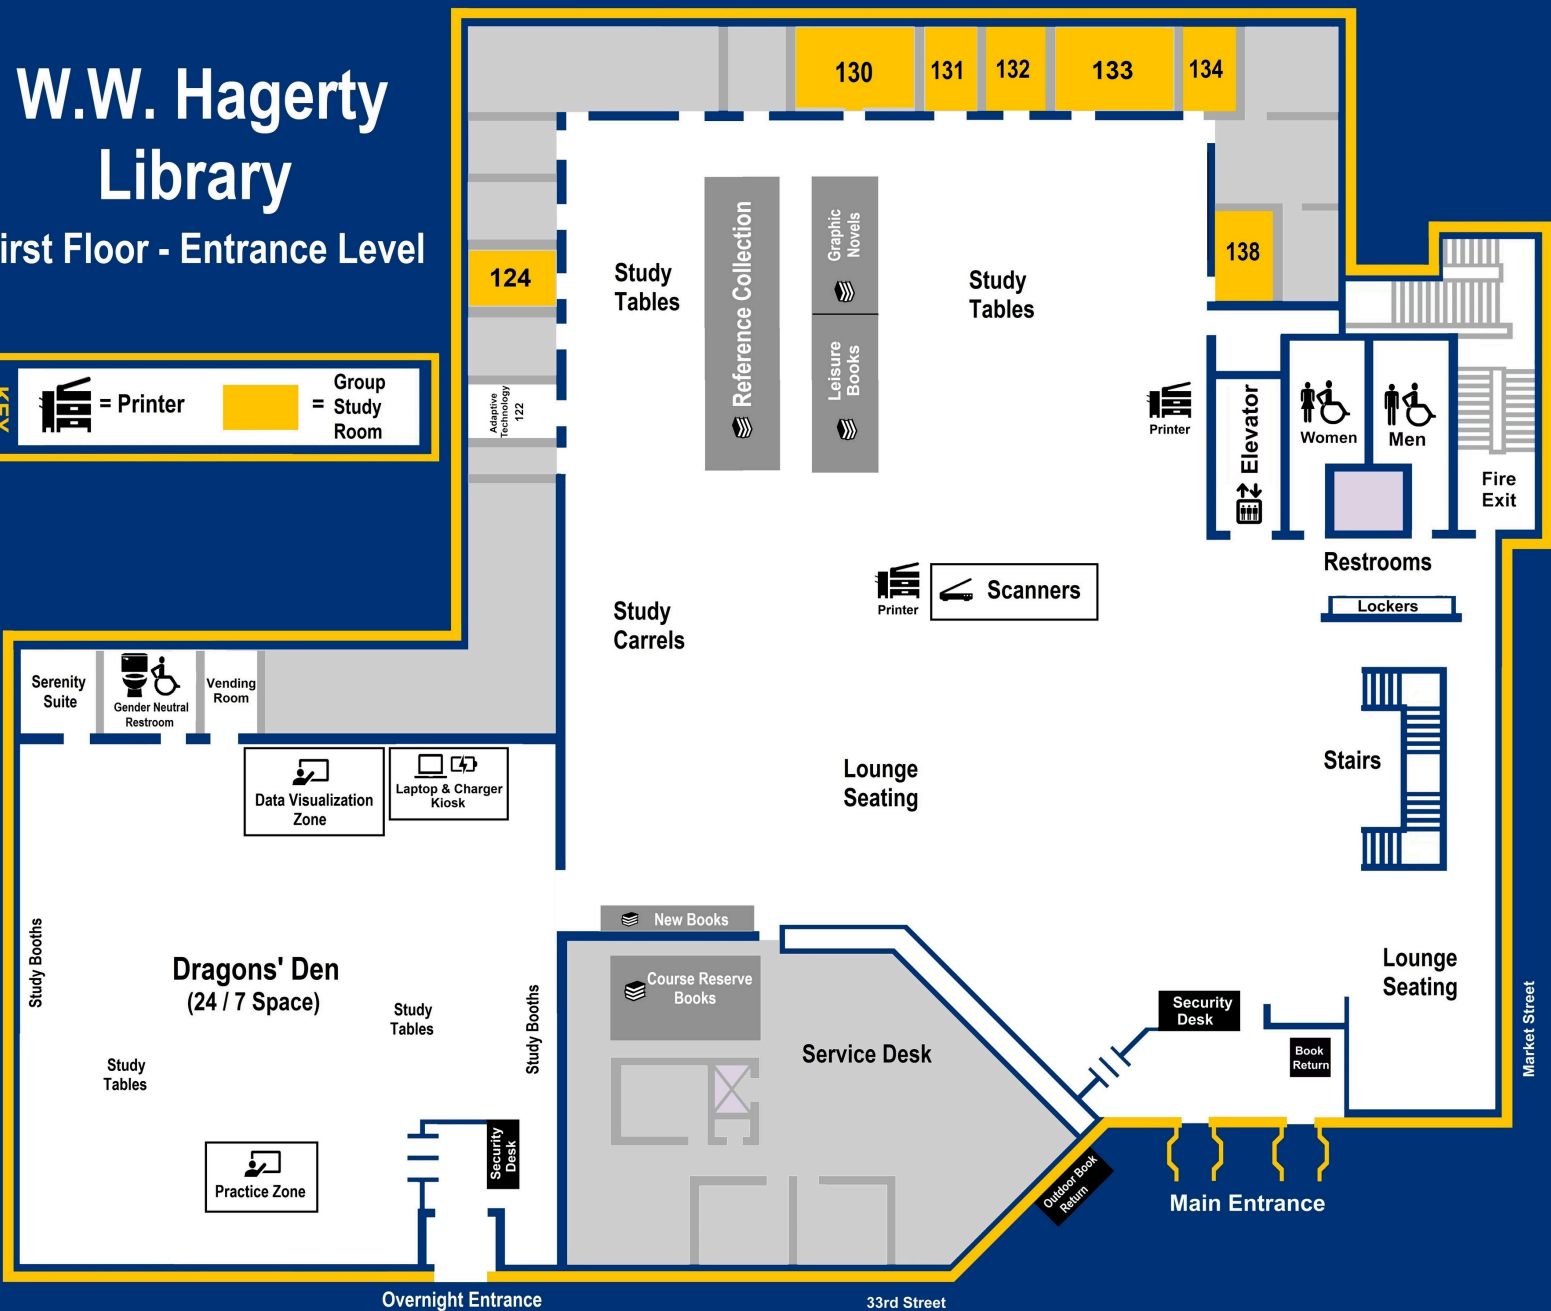 W.W. Hagerty
Library
irst Floor - Entrance Level
KEY
= Printer
= Group
Study
Room
130
131
132
133
134
124
138
Adaptive
Technology
122
Study
Tables
Reference Collection
Graphic
Novels
Leisure
Books
Study
Tables
Printer
Elevator
Women
Men
Fire
Exit
Restrooms
Lockers
Printer
Scanners
Study
Carrels
Serenity
Suite
Gender Neutral
Restroom
Vending
Room
Data Visualization
Zone
Laptop & Charger
Kiosk
Lounge
Seating
Stairs
Study Booths
Dragons' Den
(24 / 7 Space)
Study
Tables
Study
Tables
Study Booths
Practice Zone
Security
Desk
New Books
Course Reserve
Books
Service Desk
Security
Desk
Book
Return
Lounge
Seating
Market Street
Outdoor Book
Return
Main Entrance
Overnight Entrance
33rd Street